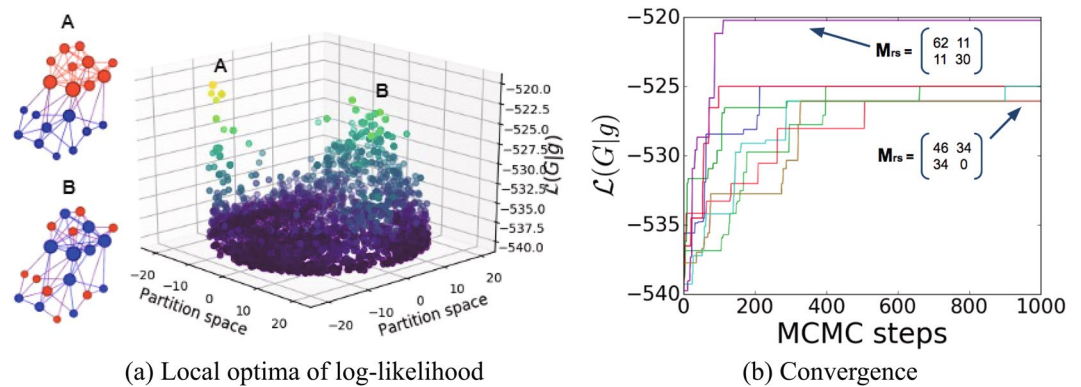 A
B
A
B
−520.0
−522.5
−525.0
−527.5
−530.0
−532.5
−535.0
−537.5
−540.0
ℒ(G|g)
−20
−10
0
10
20
Partition space
−20
−10
0
10
20
Partition space
(a) Local optima of log-likelihood
−520
−525
−530
−535
−540
ℒ(G|g)
0
200
400
600
800
1000
MCMC steps
Mrs =
62 11
11 30
Mrs =
46 34
34 0
(b) Convergence